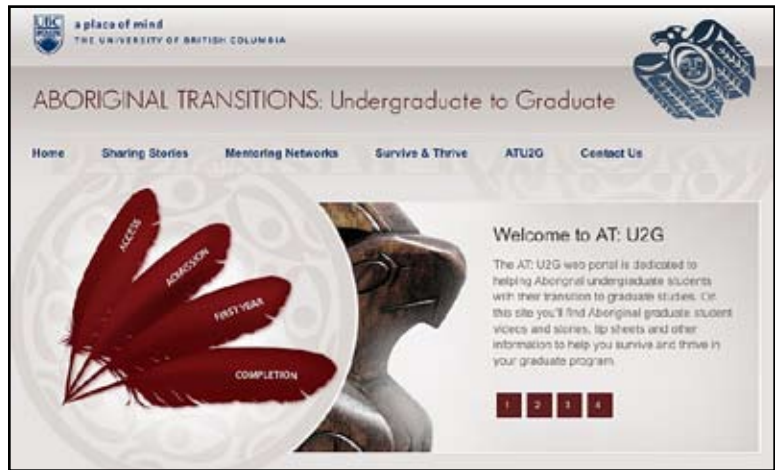 UBC
a place of mind
THE UNIVERSITY OF BRITISH COLUMBIA
ABORIGINAL TRANSITIONS: Undergraduate to Graduate
Home Sharing Stories Mentoring Networks Survive & Thrive ATU2G Contact Us
ACCESS
ADMISSION
FIRST YEAR
COMPLETION
Welcome to AT: U2G
The AT: U2G web portal is dedicated to
helping Aboriginal undergraduate students
with their transition to graduate studies. On
this site you'll find Aboriginal graduate student
videos and stories, tip sheets and other
information to help you survive and thrive in
your graduate program.
1 2 3 4